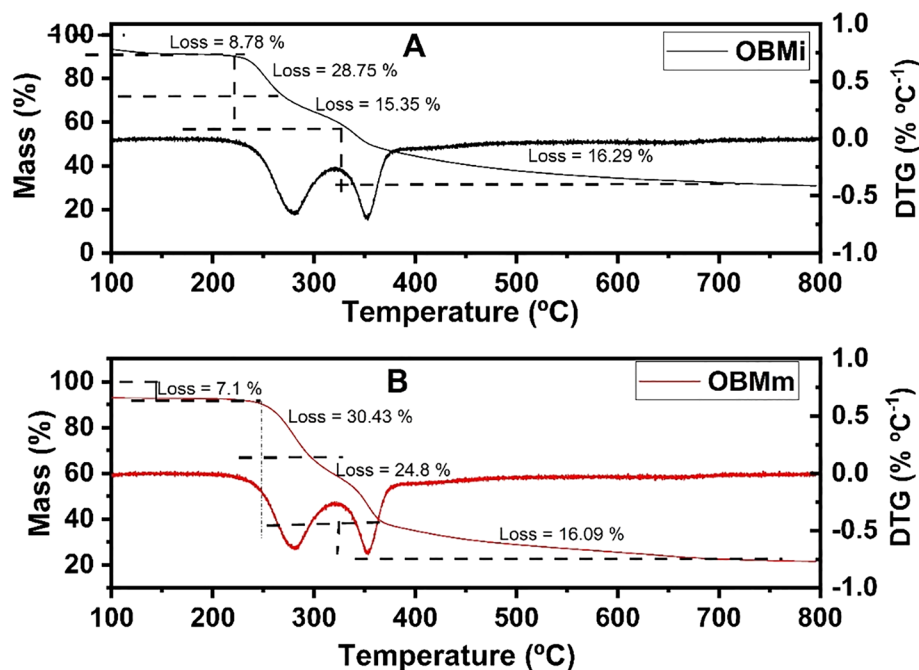 A
OBMi
Loss = 8.78 %
Loss = 28.75 %
Loss = 15.35 %
Loss = 16.29 %
Mass (%)
100
80
60
40
20
0
DTG (% ºC-1)
1.0
0.5
0.0
-0.5
-1.0
100 200 300 400 500 600 700 800
Temperature (ºC)
B
OBMm
Loss = 7.1 %
Loss = 30.43 %
Loss = 24.8 %
Loss = 16.09 %
Mass (%)
100
80
60
40
20
DTG (% ºC-1)
1.0
0.5
0.0
-0.5
-1.0
100 200 300 400 500 600 700 800
Temperature (ºC)